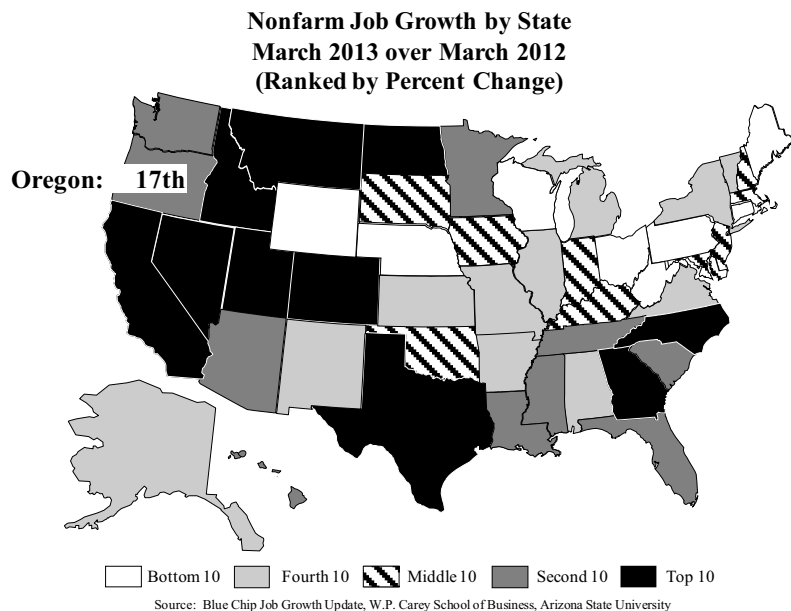 Nonfarm Job Growth by State
March 2013 over March 2012
(Ranked by Percent Change)
Oregon: 17th
Bottom 10 Fourth 10 Middle 10 Second 10 Top 10
Source: Blue Chip Job Growth Update, W.P. Carey School of Business, Arizona State University